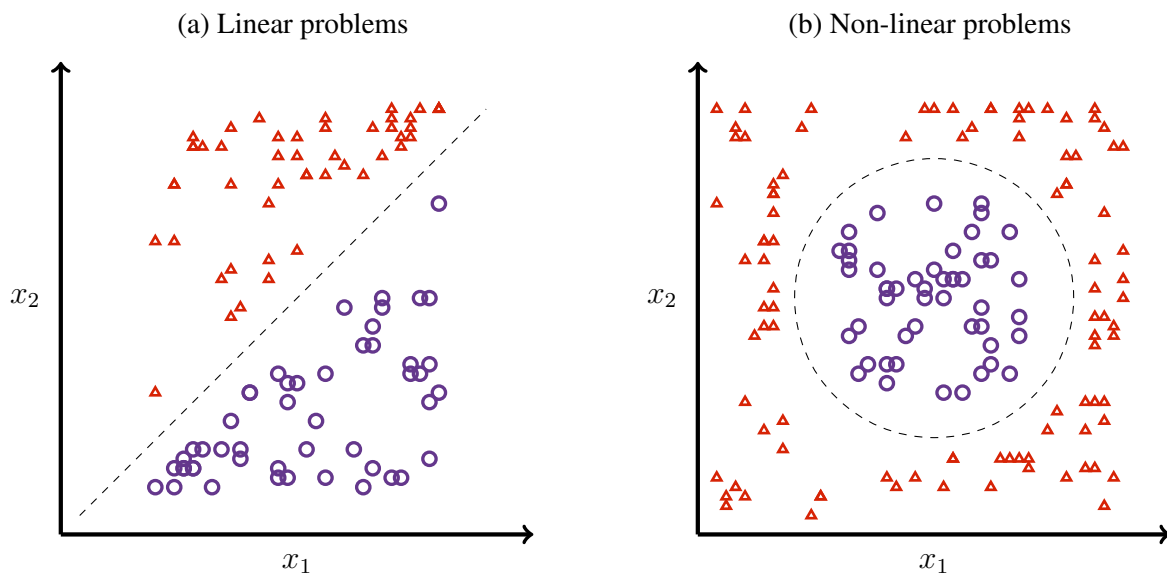 (a) Linear problems
x₂
x₁
(b) Non-linear problems
x₂
x₁